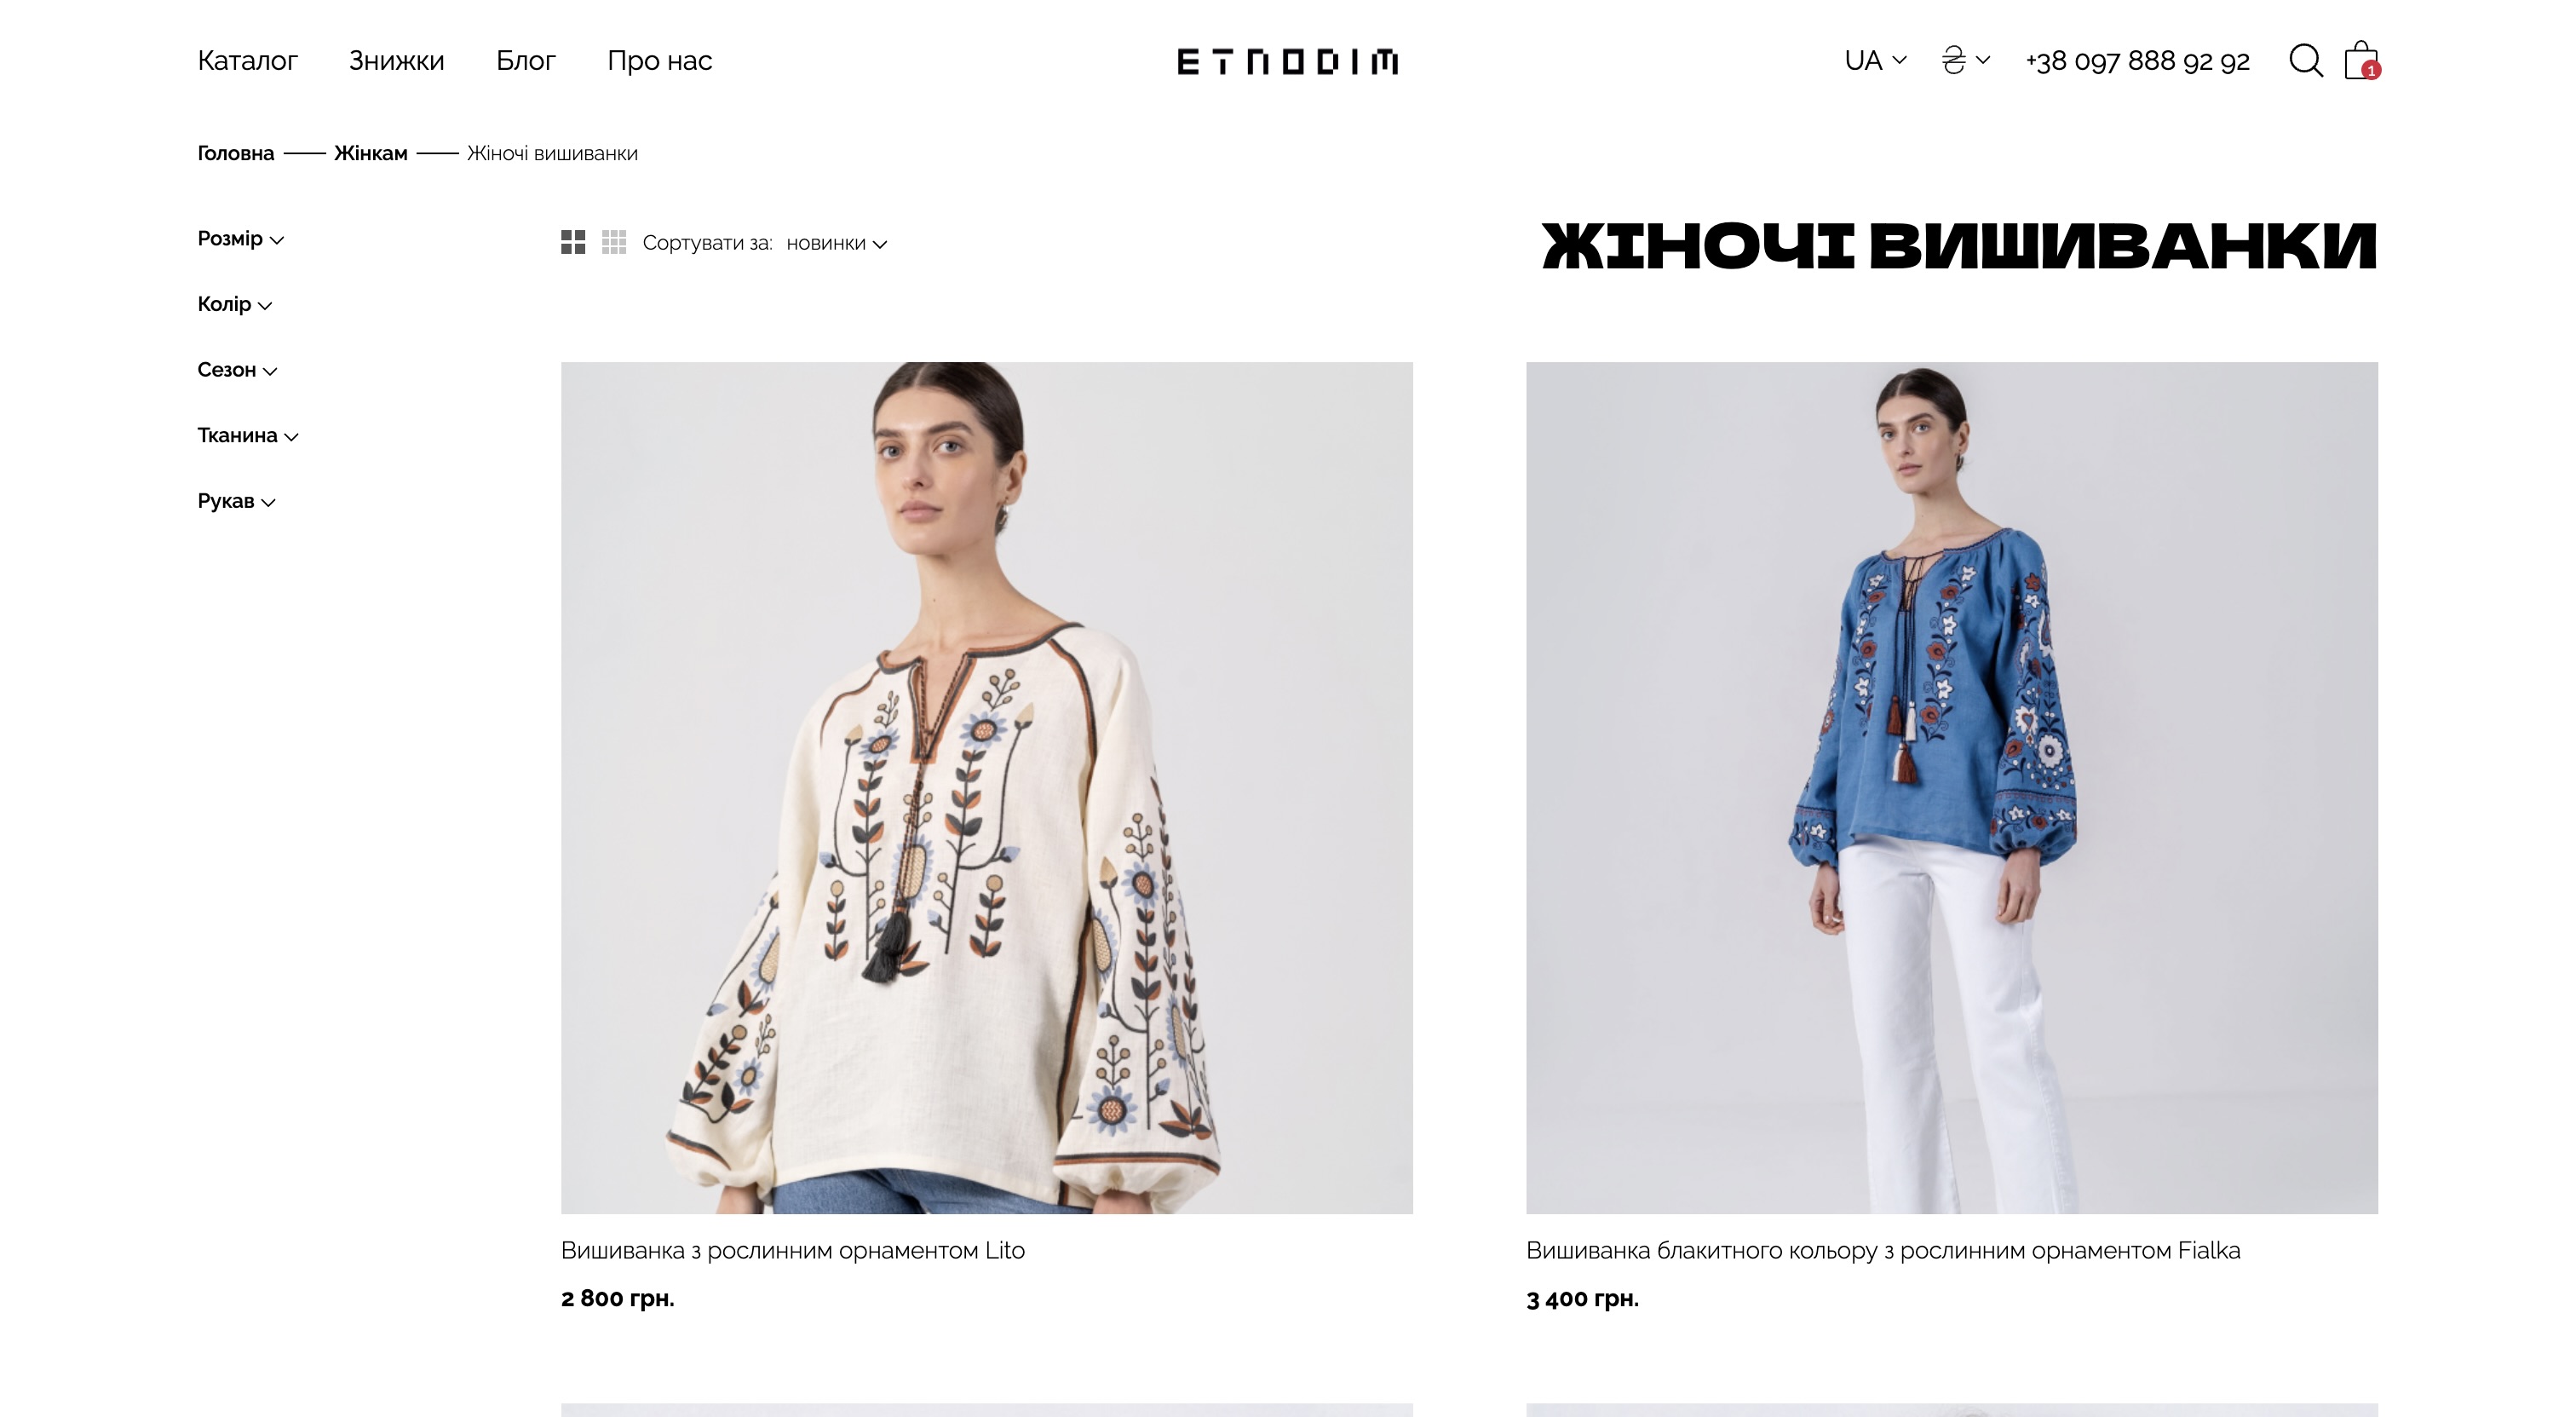 Каталог Знижки Блог Про нас ETNODIM UA ₴ +38 097 888 92 92 1
Головна — Жінкам — Жіночі вишиванки
Розмір
Колір
Сезон
Тканина
Рукав
Сортувати за: новинки
ЖІНОЧІ ВИШИВАНКИ
Вишиванка з рослинним орнаментом Lito
2 800 грн.
Вишиванка блакитного кольору з рослинним орнаментом Fialka
3 400 грн.